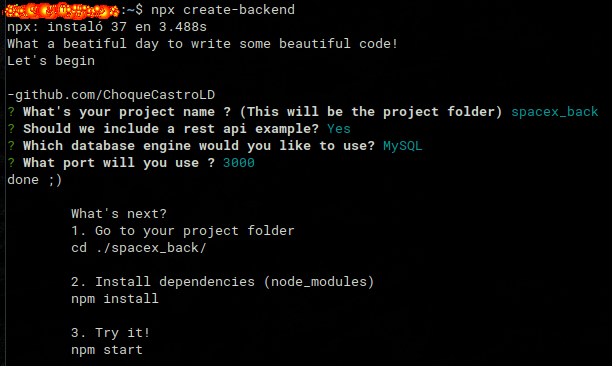 :~$ npx create-backend
npx: instaló 37 en 3.488s
What a beatiful day to write some beautiful code!
Let's begin
~github.com/ChoqueCastroLD
? What's your project name ? (This will be the project folder) spacex_back
? Should we include a rest api example? Yes
? Which database engine would you like to use? MySQL
? What port will you use ? 3000
done ;)
What's next?
1. Go to your project folder
cd ./spacex_back/
2. Install dependencies (node_modules)
npm install
3. Try it!
npm start